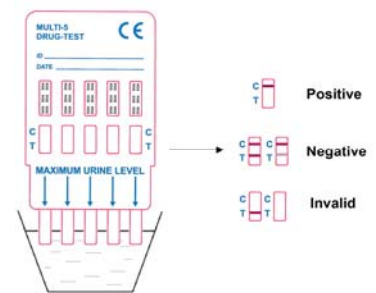 MULTI-5
DRUG-TEST
CE
ID
DATE
C C
T T
MAXIMUM URINE LEVEL
C
T
Positive
C C
T T
Negative
C C
T T
Invalid